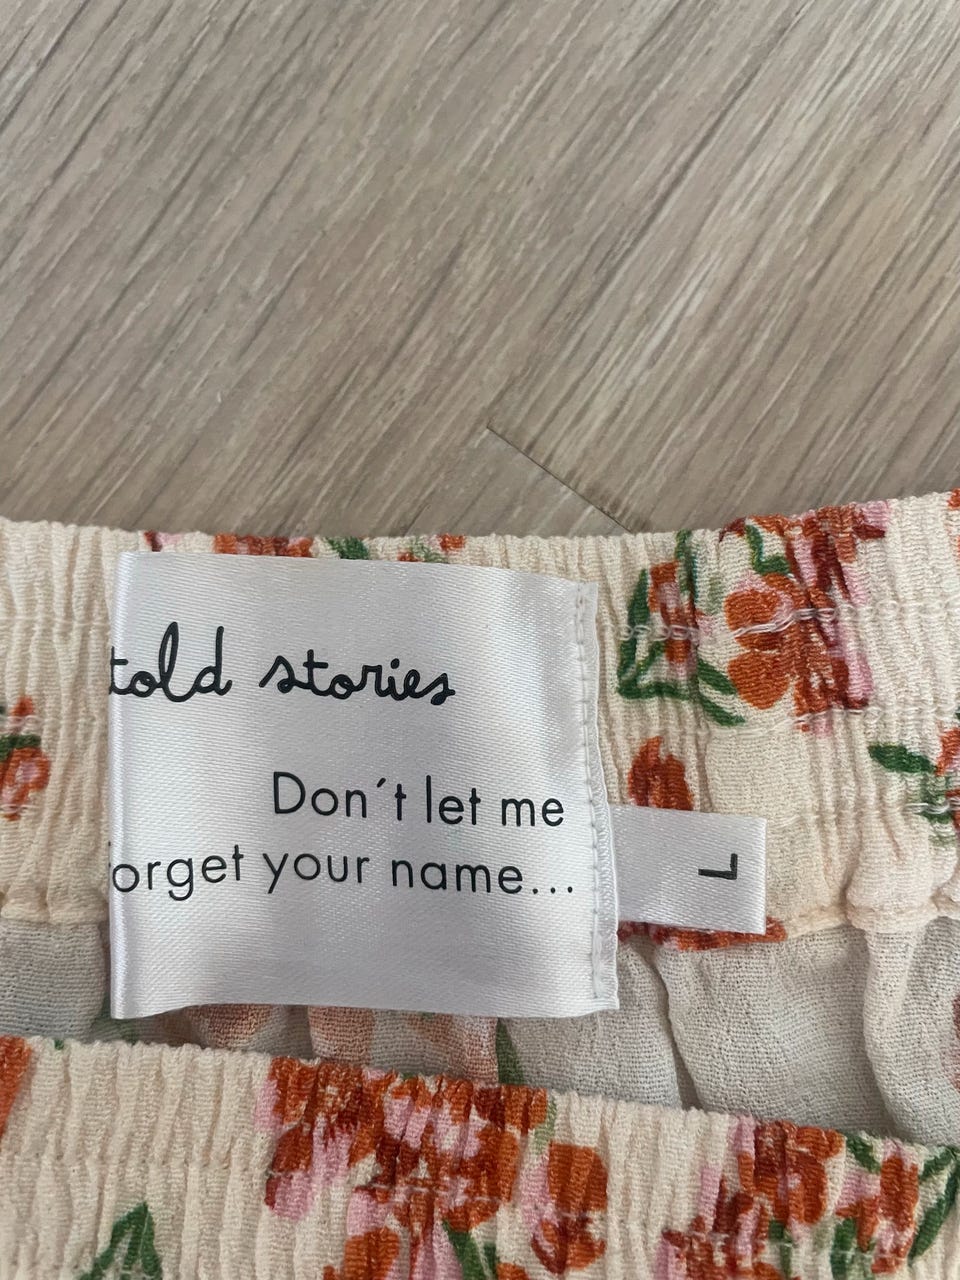 told stories
Don´t let me
orget your name...
L